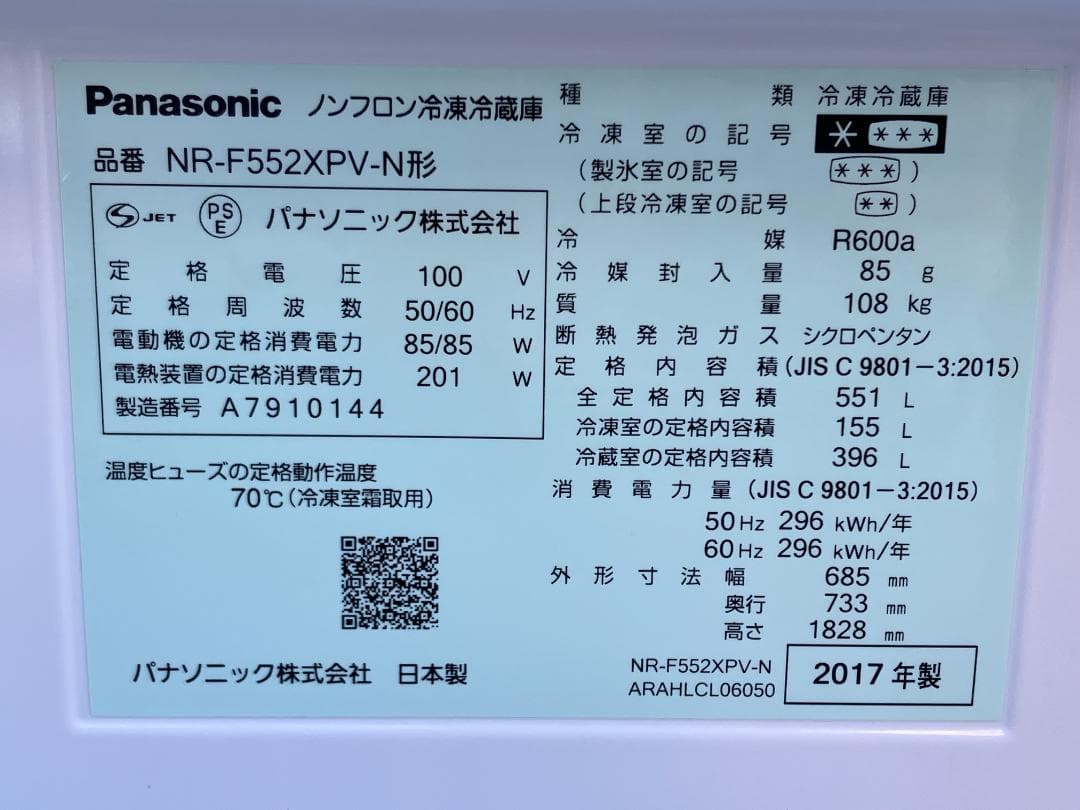 Panasonic ノンフロン冷凍冷蔵庫
品番 NR-F552XPV-N形
S JET PSE パナソニック株式会社
定格電圧 100 V
定格周波数 50/60 Hz
電動機の定格消費電力 85/85 W
電熱装置の定格消費電力 201 W
製造番号 A7910144
温度ヒューズの定格動作温度
70℃(冷凍室霜取用)
パナソニック株式会社 日本製
種類 冷凍冷蔵庫
冷凍室の記号 * ***
(製氷室の記号 ***)
(上段冷凍室の記号 **)
冷媒 R600a
冷媒封入量 85 g
質量 108 kg
断熱発泡ガス シクロペンタン
定格内容積 (JIS C 9801-3:2015)
全定格内容積 551 L
冷凍室の定格内容積 155 L
冷蔵室の定格内容積 396 L
消費電力量 (JIS C 9801-3:2015)
50Hz 296 kWh/年
60Hz 296 kWh/年
外形寸法 幅 685 mm
奥行 733 mm
高さ 1828 mm
NR-F552XPV-N
ARAHLCL06050
2017年製